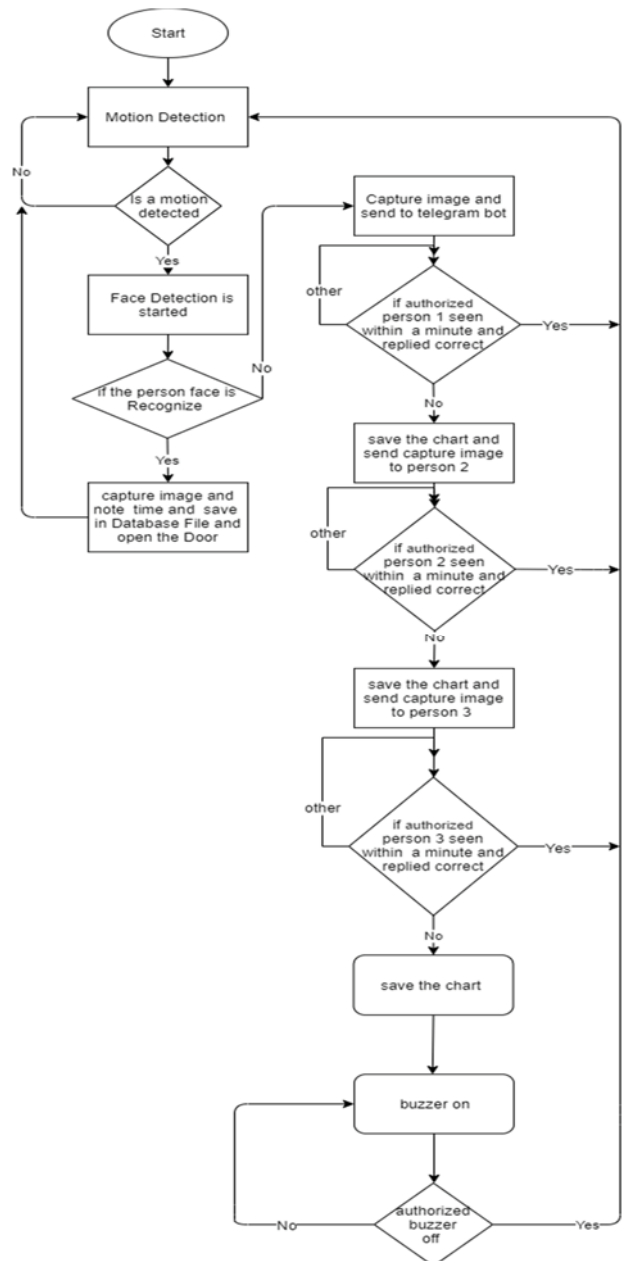 Start
Motion Detection
No
Is a motion
detected
Yes
Face Detection is
started
No
if the person face is
Recognize
Yes
capture image and
note time and save
in Database File and
open the Door
Capture image and
send to telegram bot
other
if authorized
person 1 seen
within a minute and
replied correct
Yes
No
save the chart and
send capture image
to person 2
other
if authorized
person 2 seen
within a minute and
replied correct
Yes
No
save the chart and
send capture image
to person 3
other
if authorized
person 3 seen
within a minute and
replied correct
Yes
No
save the chart
buzzer on
No
authorized
buzzer
off
Yes